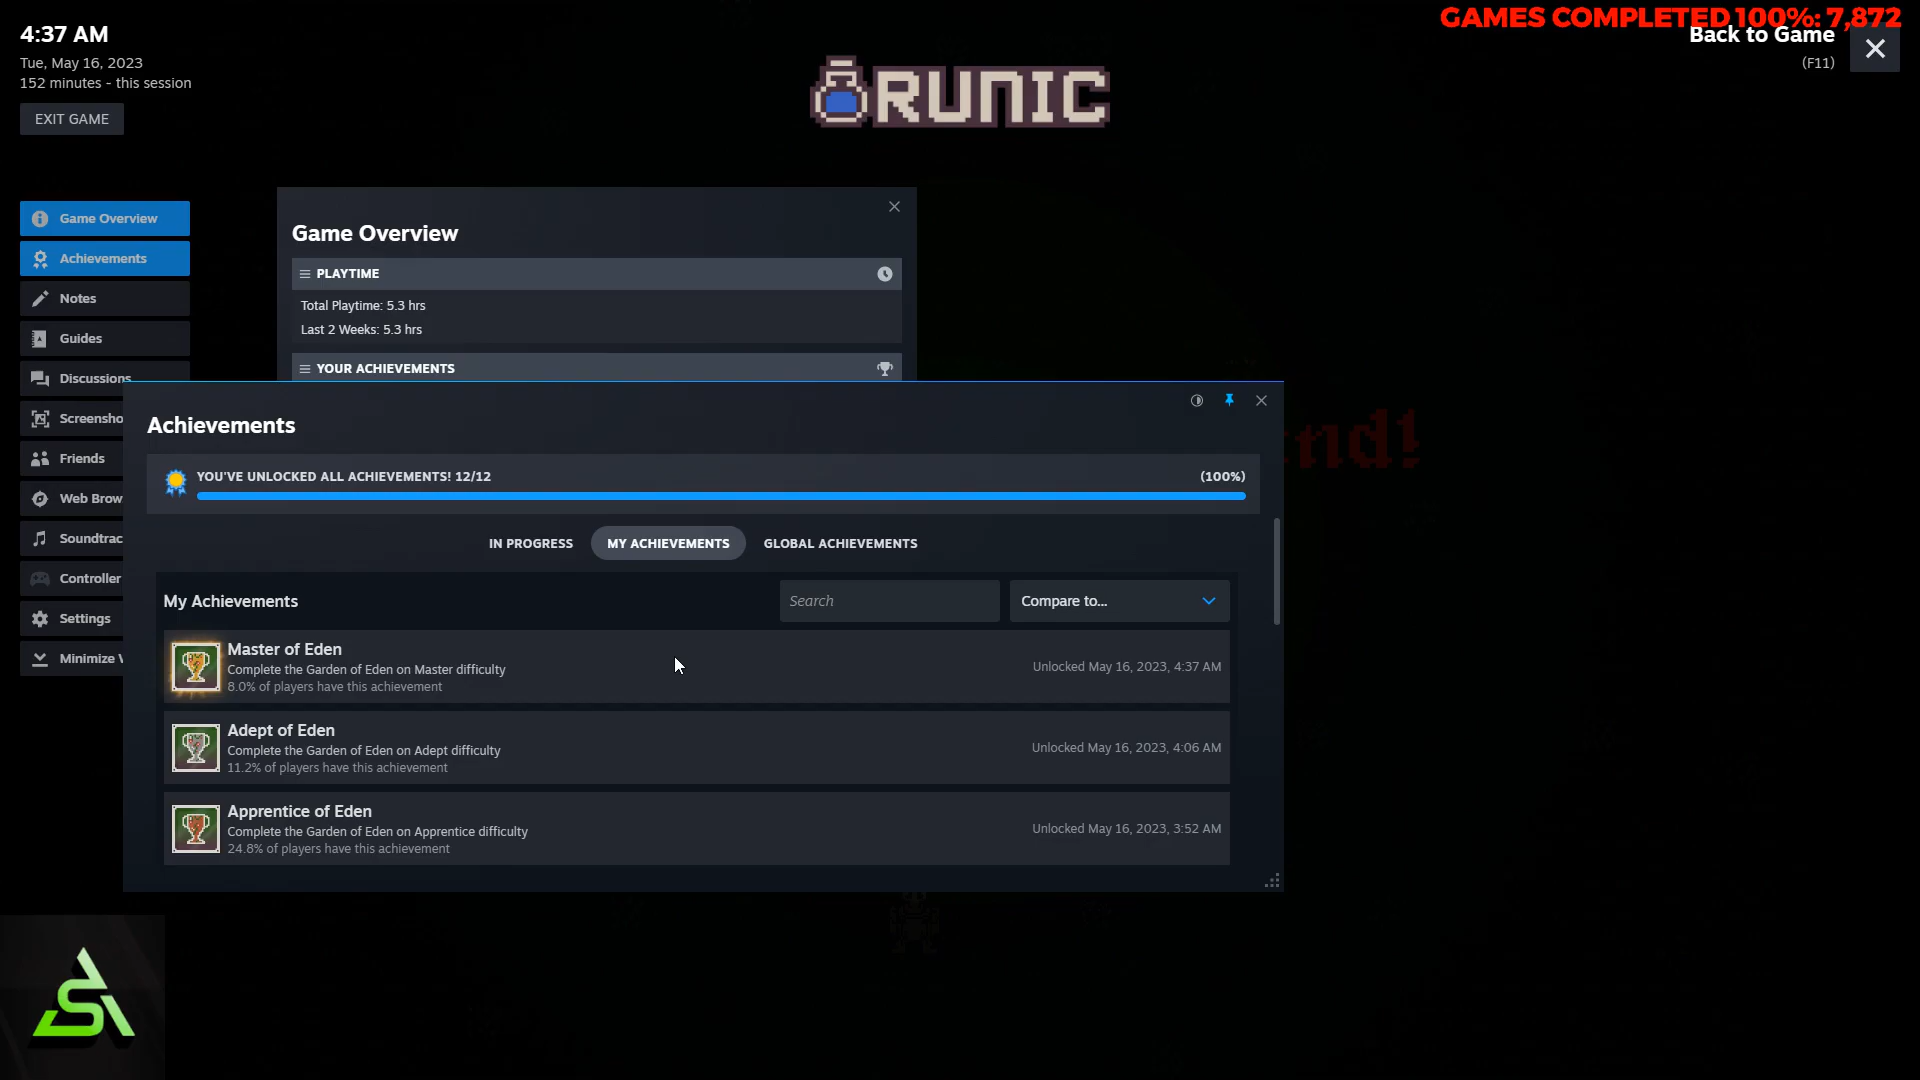 4:37 AM
Tue, May 16, 2023
152 minutes - this session
EXIT GAME
RUNIC
GAMES COMPLETED 100%: 7,872
Back to Game
(F11)
Game Overview
Achievements
Notes
Guides
Discussions
Screensho
Friends
Web Brow
Soundtrac
Controller
Settings
Minimize V
Game Overview
PLAYTIME
Total Playtime: 5.3 hrs
Last 2 Weeks: 5.3 hrs
YOUR ACHIEVEMENTS
Achievements
YOU'VE UNLOCKED ALL ACHIEVEMENTS! 12/12
(100%)
IN PROGRESS
MY ACHIEVEMENTS
GLOBAL ACHIEVEMENTS
My Achievements
Search
Compare to...
Master of Eden
Complete the Garden of Eden on Master difficulty
8.0% of players have this achievement
Unlocked May 16, 2023, 4:37 AM
Adept of Eden
Complete the Garden of Eden on Adept difficulty
11.2% of players have this achievement
Unlocked May 16, 2023, 4:06 AM
Apprentice of Eden
Complete the Garden of Eden on Apprentice difficulty
24.8% of players have this achievement
Unlocked May 16, 2023, 3:52 AM
nd!
SA